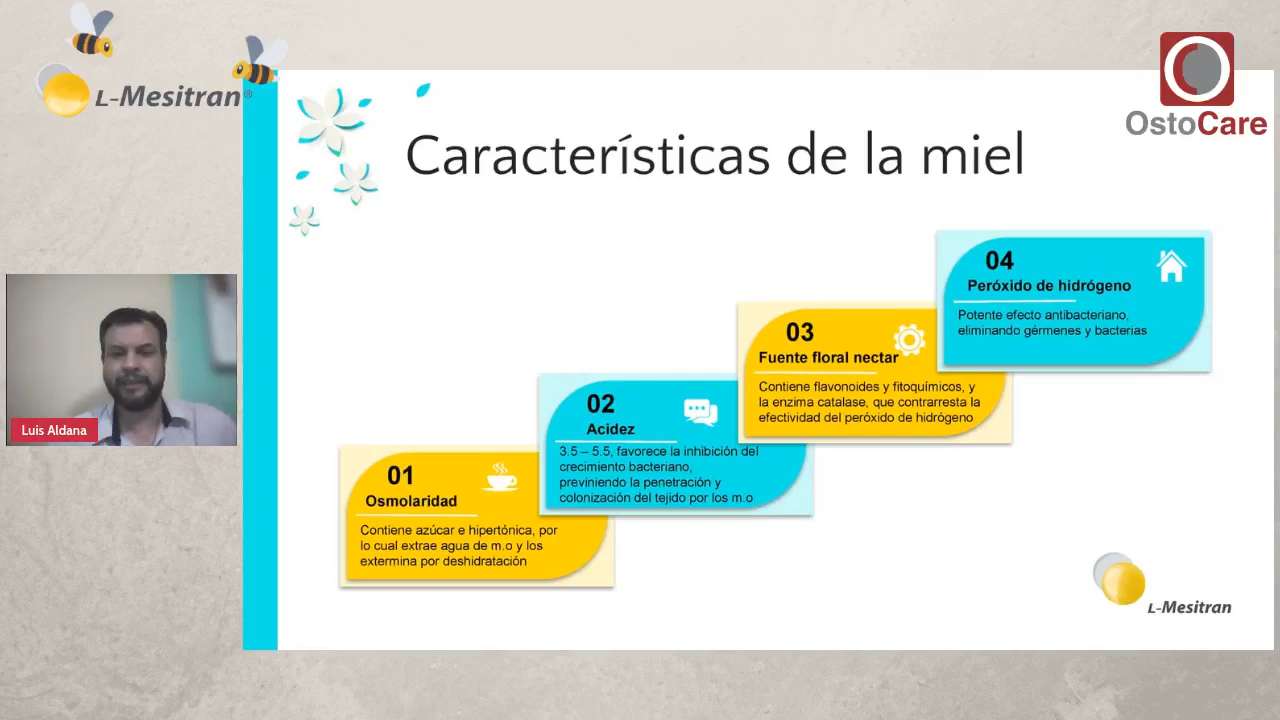 L-Mesitran®
OstoCare
Características de la miel
04
Peróxido de hidrógeno
Potente efecto antibacteriano,
eliminando gérmenes y bacterias
03
Fuente floral nectar
Contiene flavonoides y fitoquímicos, y
la enzima catalase, que contrarresta la
efectividad del peróxido de hidrógeno
02
Acidez
3.5 – 5.5, favorece la inhibición del
crecimiento bacteriano,
previniendo la penetración y
colonización del tejido por los m.o
01
Osmolaridad
Contiene azúcar e hipertónica, por
lo cual extrae agua de m.o y los
extermina por deshidratación
Luis Aldana
L-Mesitran